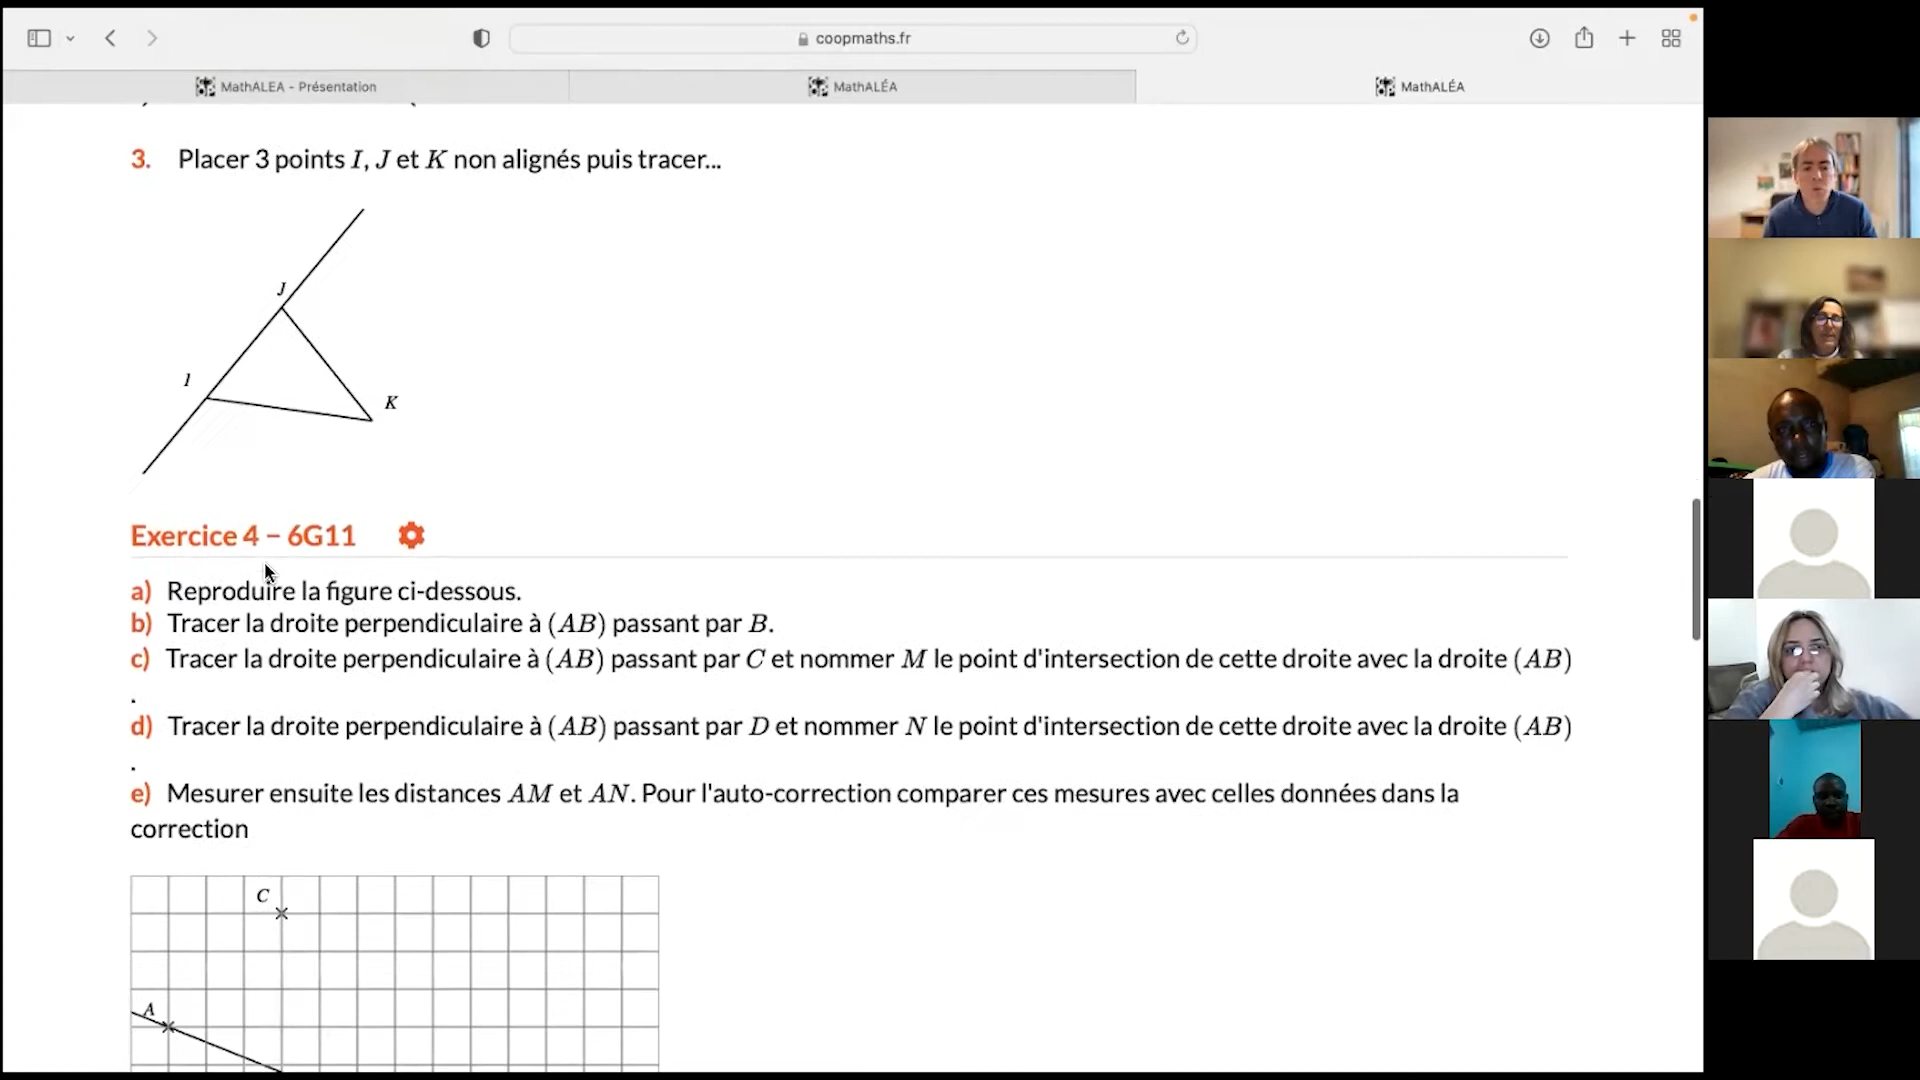 coopmaths.fr
MathALEA - Présentation
MathALÉA
MathALÉA
3. Placer 3 points I, J et K non alignés puis tracer...
J
I
K
Exercice 4 – 6G11
a) Reproduire la figure ci-dessous.
b) Tracer la droite perpendiculaire à (AB) passant par B.
c) Tracer la droite perpendiculaire à (AB) passant par C et nommer M le point d'intersection de cette droite avec la droite (AB)
.
d) Tracer la droite perpendiculaire à (AB) passant par D et nommer N le point d'intersection de cette droite avec la droite (AB)
.
e) Mesurer ensuite les distances AM et AN. Pour l'auto-correction comparer ces mesures avec celles données dans la
correction
C
A